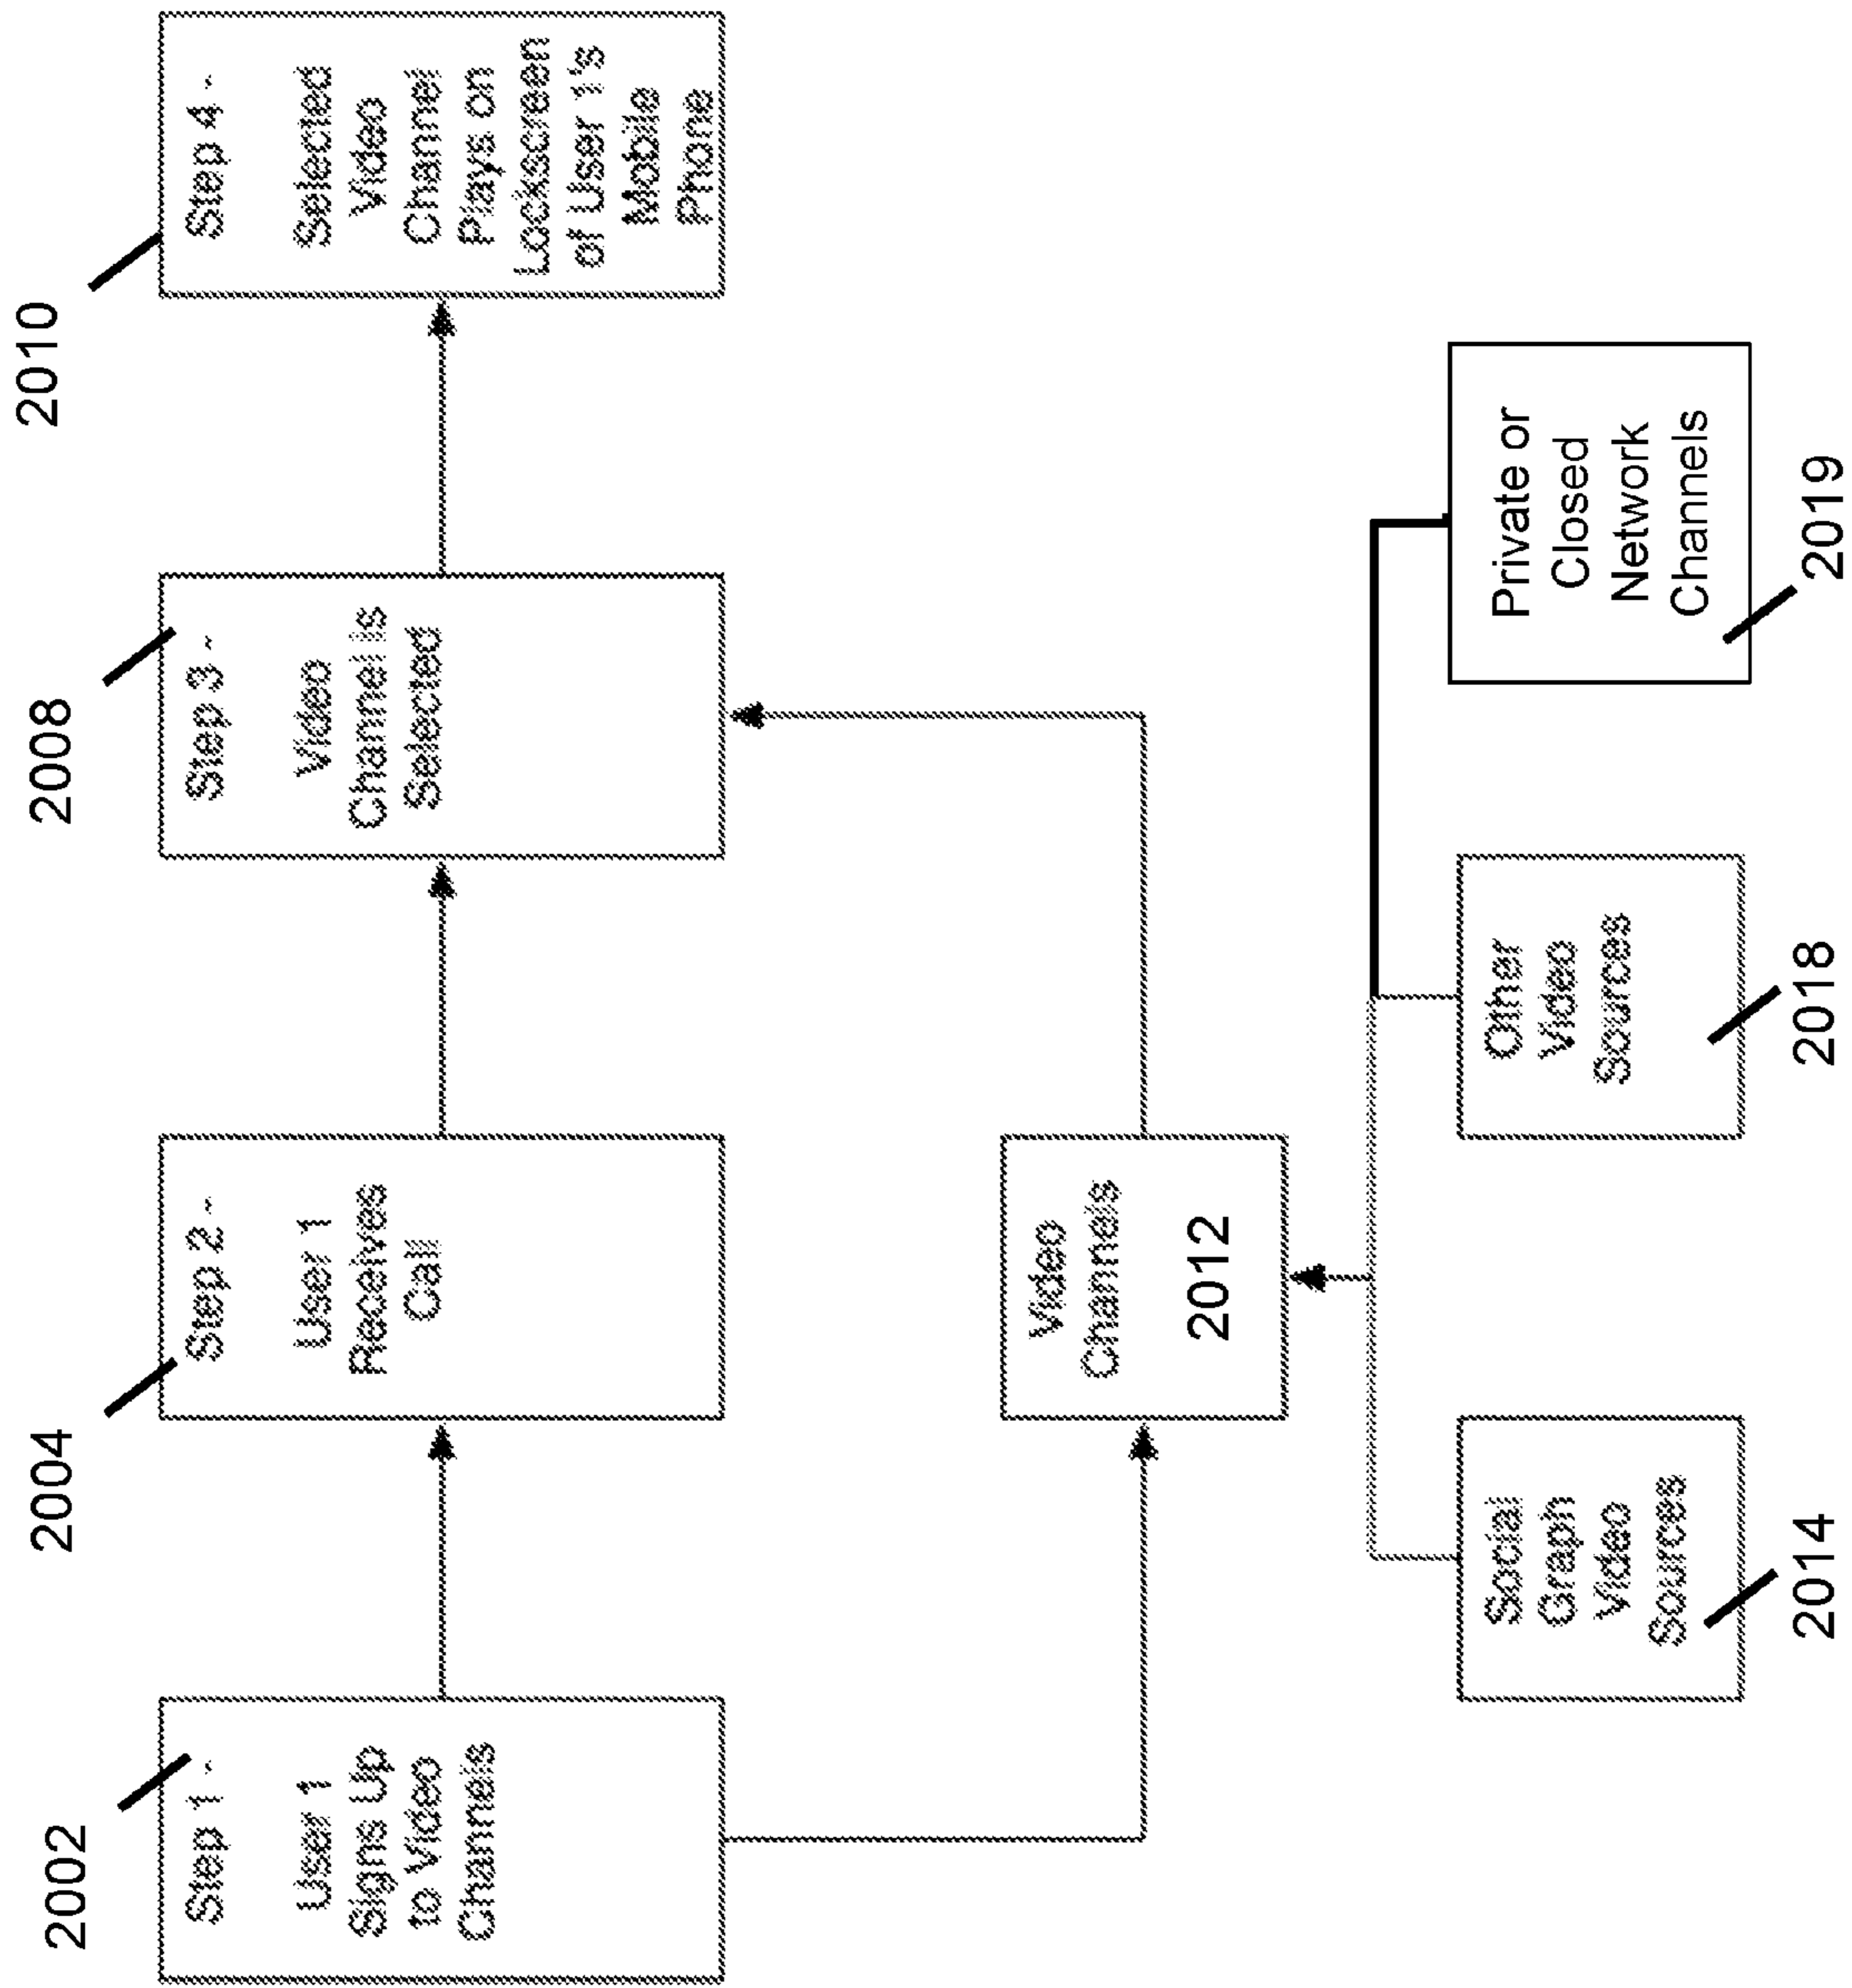 2002
Step 1 -
User 1
Signs Up
to Video
Channels
2004
Step 2 -
User 1
Receives
Call
2008
Step 3 -
Video
Channel is
Selected
2010
Step 4 -
Selected
Video
Channel
Plays on
Lockscreen
of User 1's
Mobile
Phone
Video
Channels
2012
Social
Graph
Video
Sources
2014
Other
Video
Sources
2018
Private or
Closed
Network
Channels
2019